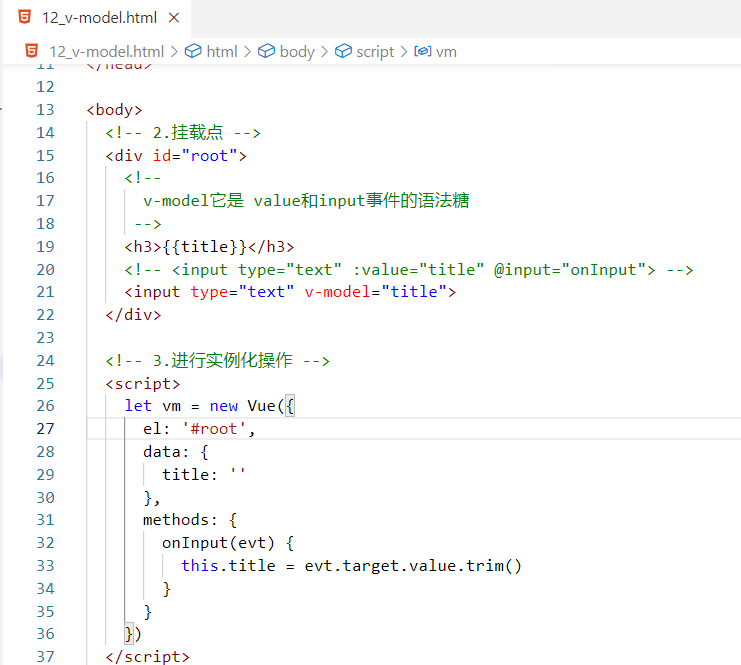 12_v-model.html ×
12_v-model.html > html > body > script > vm
11 </head>
12
13 <body>
14 <!-- 2.挂载点 -->
15 <div id="root">
16 <!--
17 v-model它是 value和input事件的语法糖
18 -->
19 <h3>{{title}}</h3>
20 <!-- <input type="text" :value="title" @input="onInput"> -->
21 <input type="text" v-model="title">
22 </div>
23
24 <!-- 3.进行实例化操作 -->
25 <script>
26 let vm = new Vue({
27 el: '#root',
28 data: {
29 title: ''
30 },
31 methods: {
32 onInput(evt) {
33 this.title = evt.target.value.trim()
34 }
35 }
36 })
37 </script>